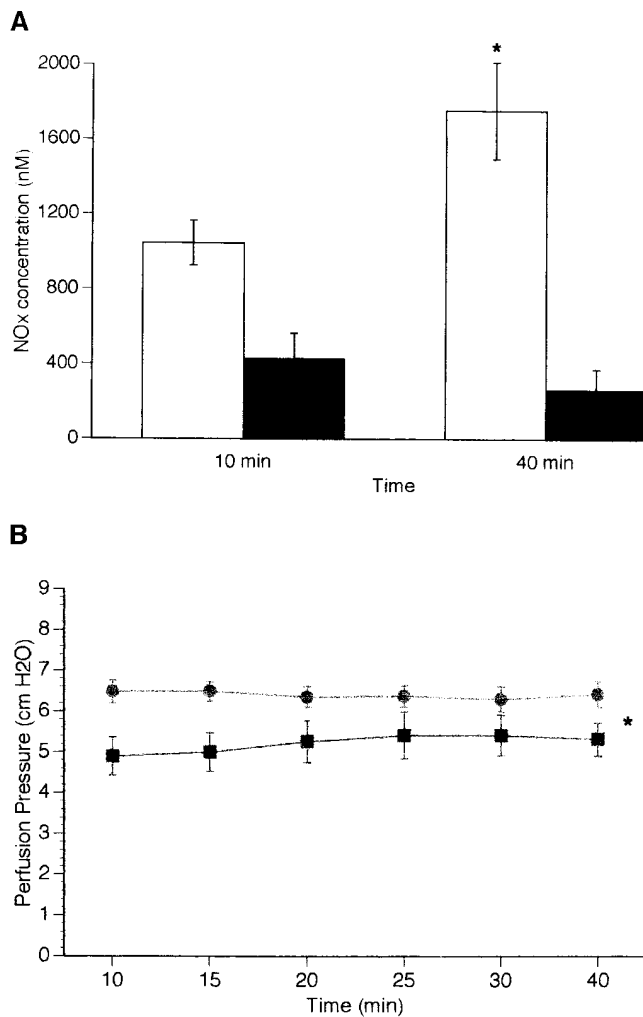 A
*
2000
1600
1200
800
400
0
NOx concentration (nM)
10 min 40 min
Time
B
9
8
7
6
5
4
3
2
1
0
Perfusion Pressure (cm H2O)
*
10 15 20 25 30 40
Time (min)